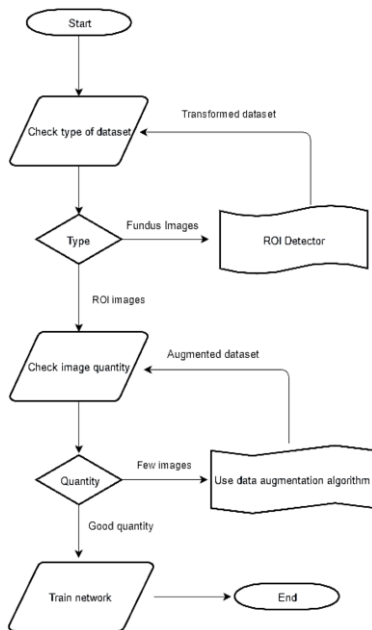 Start
Transformed dataset
Check type of dataset
Fundus Images
Type
ROI Detector
ROI images
Augmented dataset
Check image quantity
Few images
Quantity
Use data augmentation algorithm
Good quantity
Train network
End